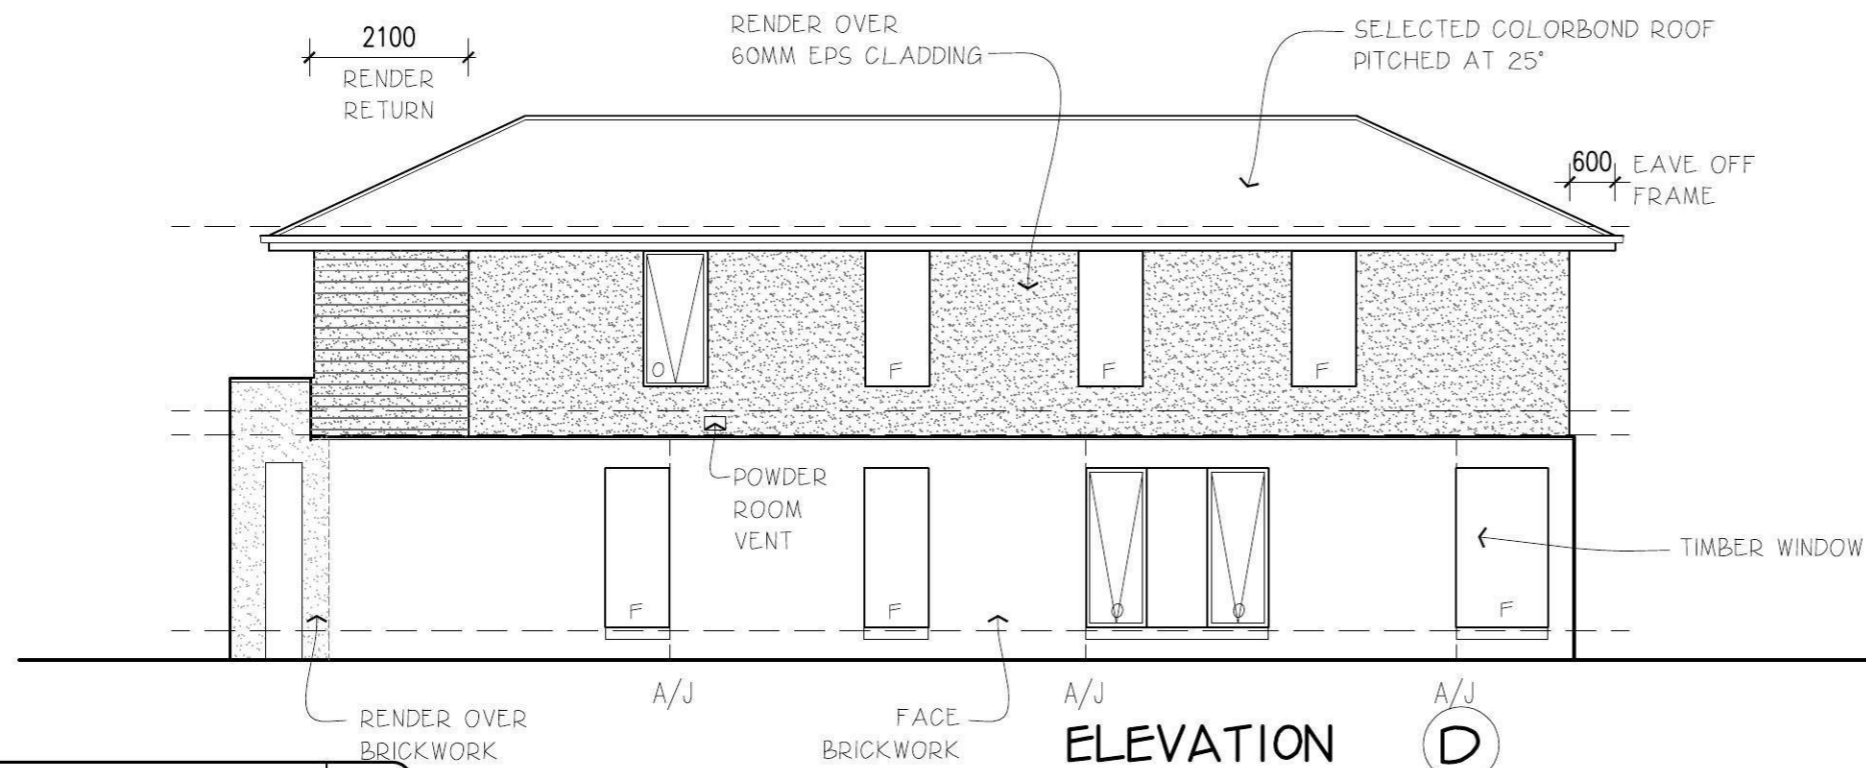 2100
RENDER
RETURN
RENDER OVER
60MM EPS CLADDING
SELECTED COLORBOND ROOF
PITCHED AT 25°
600
EAVE OFF
FRAME
O
F
F
F
POWDER
ROOM
VENT
F
F
O
O
F
TIMBER WINDOW
A/J
A/J
A/J
RENDER OVER
BRICKWORK
FACE
BRICKWORK
ELEVATION D